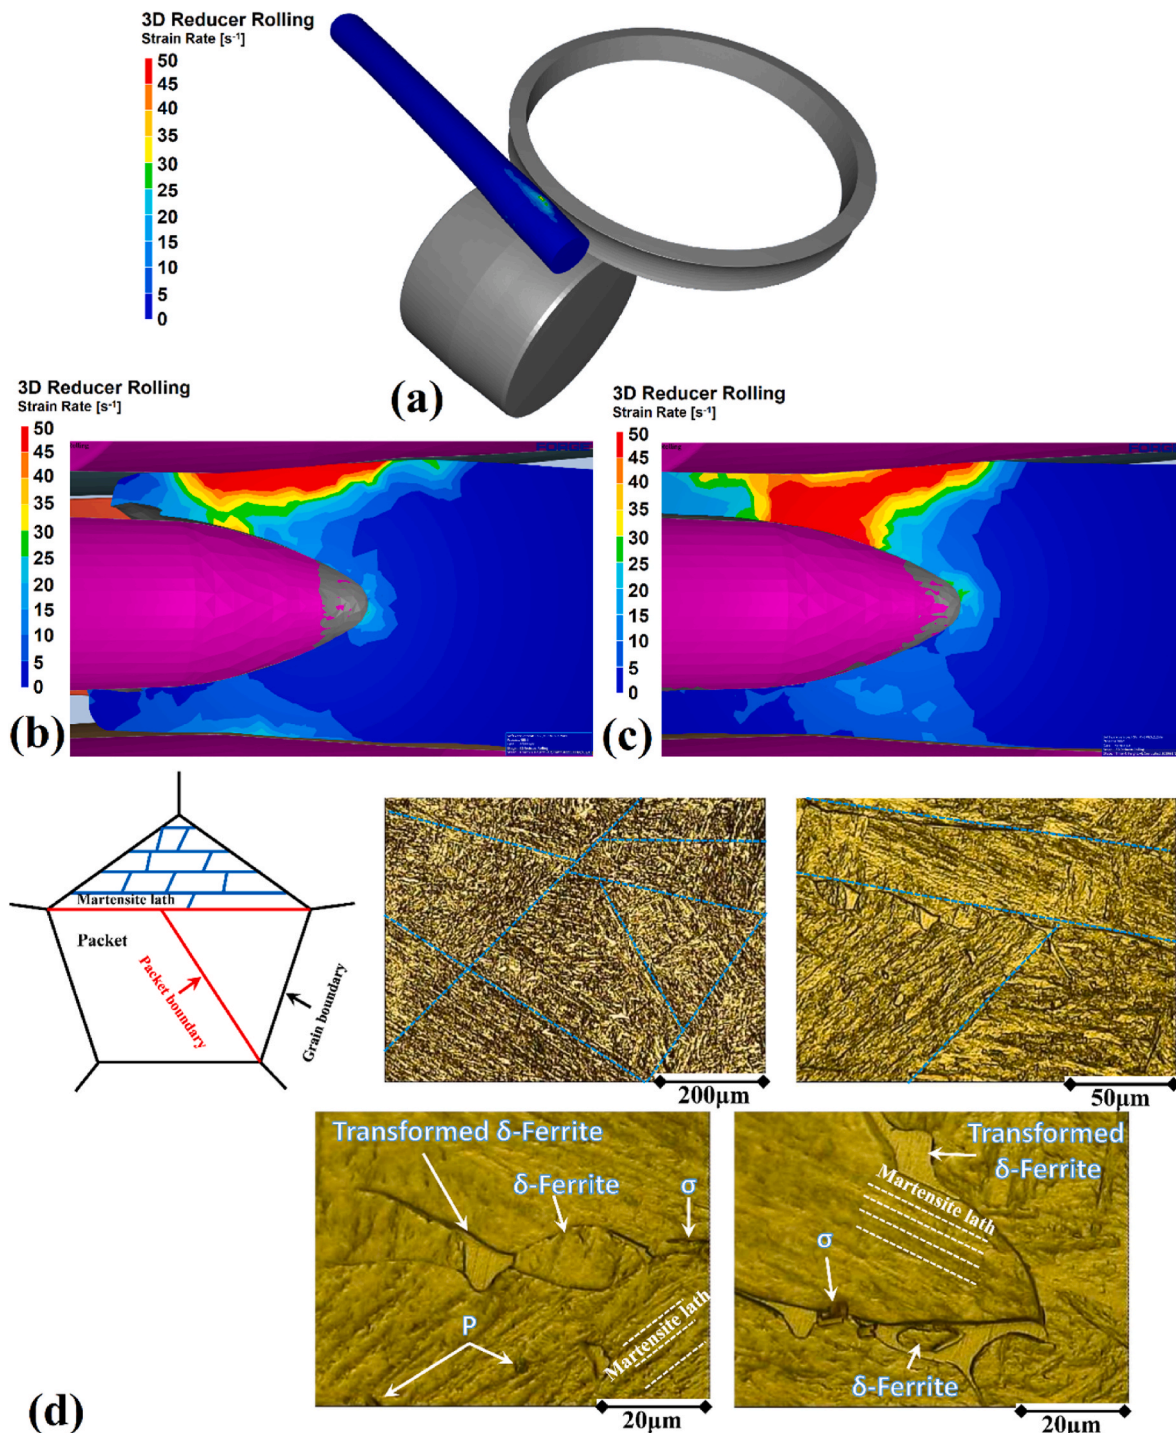 3D Reducer Rolling
Strain Rate [s⁻¹]
50
45
40
35
30
25
20
15
10
5
0
(a)
3D Reducer Rolling
Strain Rate [s⁻¹]
50
45
40
35
30
25
20
15
10
5
0
(b)
3D Reducer Rolling
Strain Rate [s⁻¹]
50
45
40
35
30
25
20
15
10
5
0
(c)
Martensite lath
Packet
Packet boundary
Grain boundary
200μm
50μm
Transformed δ-Ferrite
δ-Ferrite
σ
P
Martensite lath
20μm
Transformed
δ-Ferrite
Martensite lath
σ
δ-Ferrite
20μm
(d)